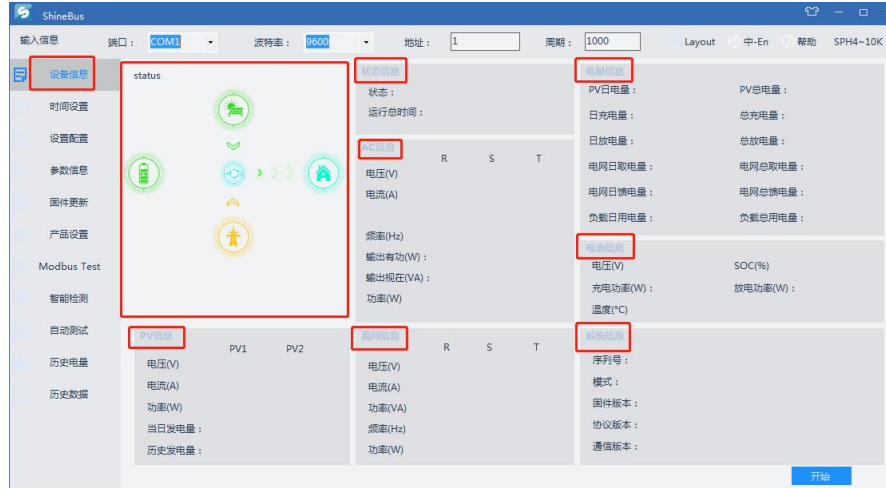 ShineBus
输入信息 端口： COM1 波特率： 9600 地址： 1 周期： 1000 Layout 中-En 帮助 SPH4~10K
设备信息
时间设置
设置配置
参数信息
固件更新
产品设置
Modbus Test
智能检测
自动测试
历史电量
历史数据
status
状态信息
状态：
运行总时间：
AC信息
R S T
电压(V)
电流(A)
频率(Hz)
输出有功(W)：
输出视在(VA)：
功率(W)
电量信息
PV日电量： PV总电量：
日充电量： 总充电量：
日放电量： 总放电量：
电网日取电量： 电网总取电量：
电网日馈电量： 电网总馈电量：
负载日用电量： 负载总用电量：
电池信息
电压(V) SOC(%)
充电功率(W)： 放电功率(W)：
温度(°C)
PV信息
PV1 PV2
电压(V)
电流(A)
功率(W)
当日发电量：
历史发电量：
离网信息
R S T
电压(V)
电流(A)
功率(VA)
频率(Hz)
功率(W)
系统信息
序列号：
模式：
固件版本：
协议版本：
通信版本：
开始